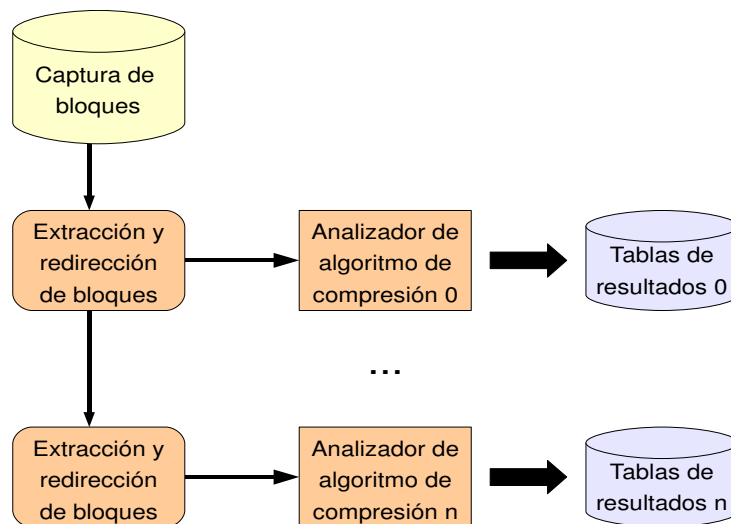 Captura de
bloques
Extracción y
redirección
de bloques
Analizador de
algoritmo de
compresión 0
Tablas de
resultados 0
...
Extracción y
redirección
de bloques
Analizador de
algoritmo de
compresión n
Tablas de
resultados n